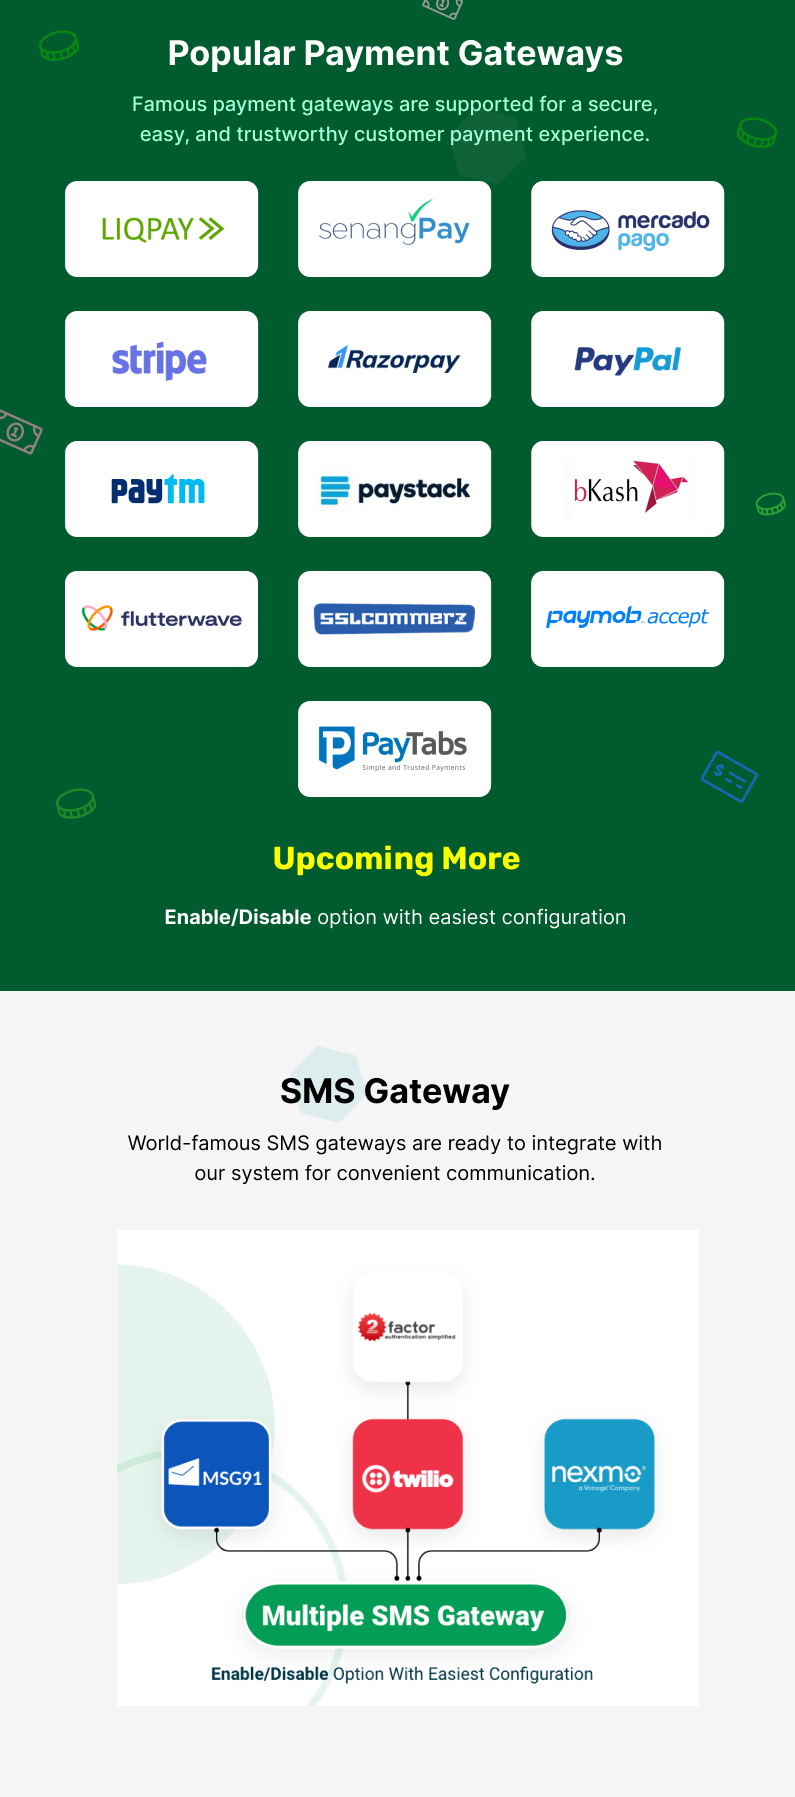 Popular Payment Gateways
Famous payment gateways are supported for a secure,
easy, and trustworthy customer payment experience.
LIQPAY
senangPay
mercado
pago
stripe
Razorpay
PayPal
paytm
paystack
bKash
flutterwave
SSLCOMMERZ
paymob accept
PayTabs
Simple and Trusted Payments
Upcoming More
Enable/Disable option with easiest configuration
SMS Gateway
World-famous SMS gateways are ready to integrate with
our system for convenient communication.
2factor
authentication simplified
MSG91
twilio
nexmo®
a Vonage® Company
Multiple SMS Gateway
Enable/Disable Option With Easiest Configuration